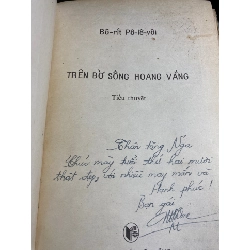 Bô-rít Pô-lê-vôi
TRÊN BỜ SÔNG HOANG VẮNG
Tiểu thuyết
Thân tặng Nga
Chúc mày tuổi thứ hai mươi
thật đẹp, với nhiều may mắn và
Hạnh phúc!
Bạn gái